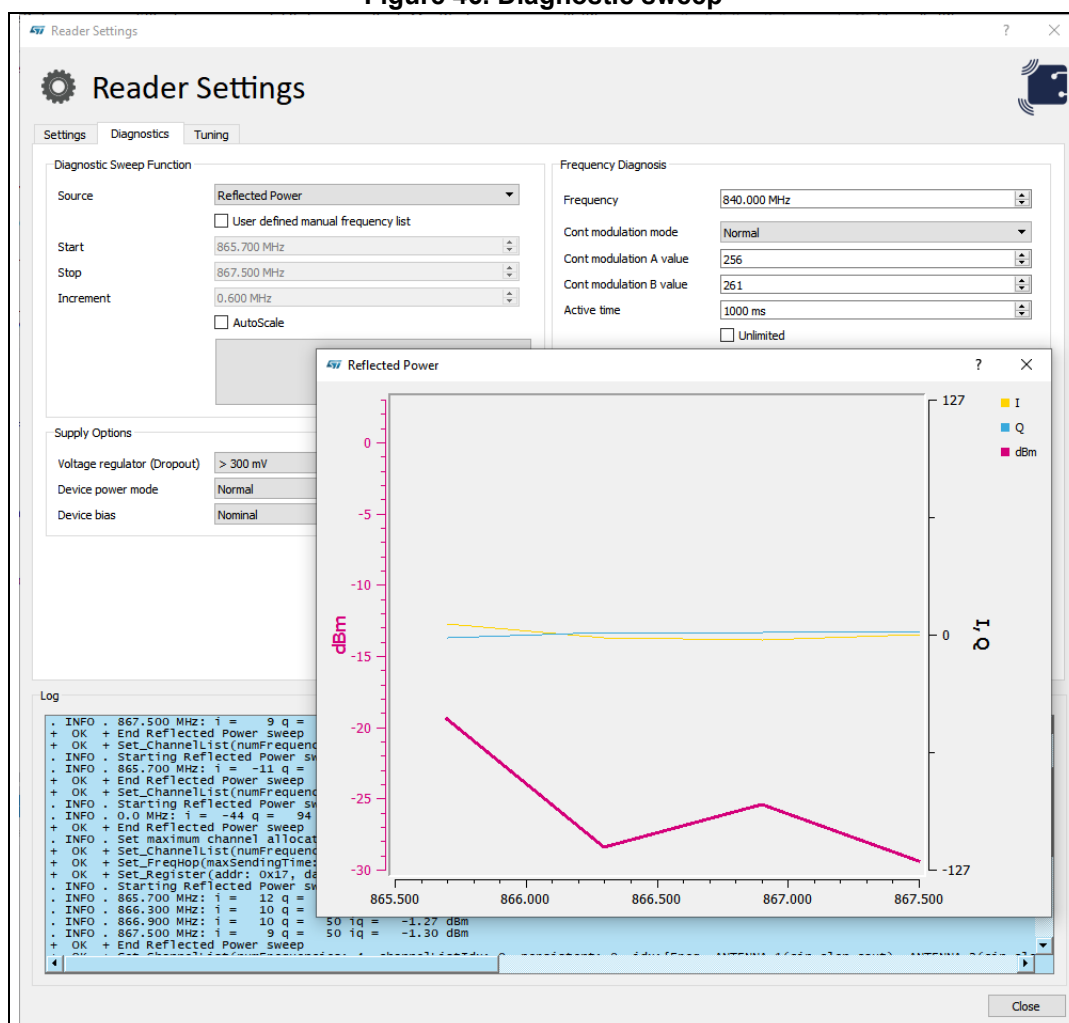 Figure 46. Diagnostic sweep
Reader Settings
?
Reader Settings
Settings Diagnostics Tuning
Diagnostic Sweep Function
Source Reflected Power
User defined manual frequency list
Start 865.700 MHz
Stop 867.500 MHz
Increment 0.600 MHz
AutoScale
Frequency Diagnosis
Frequency 840.000 MHz
Cont modulation mode Normal
Cont modulation A value 256
Cont modulation B value 261
Active time 1000 ms
Unlimited
Supply Options
Voltage regulator (Dropout) > 300 mV
Device power mode Normal
Device bias Nominal
Reflected Power
?
0
-5
-10
-15
-20
-25
-30
dBm
865.500 866.000 866.500 867.000 867.500
127
0
-127
I, Q
I
Q
dBm
Log
. INFO . 867.500 MHz: i = 9 q =
+ OK + End Reflected Power sweep
+ OK + Set_ChannelList(numFrequenc
. INFO . Starting Reflected Power sw
. INFO . 865.700 MHz: i = -11 q =
+ OK + End Reflected Power sweep
+ OK + Set_ChannelList(numFrequenc
. INFO . Starting Reflected Power sw
. INFO . 0.0 MHz: i = -44 q = 94
+ OK + End Reflected Power sweep
. INFO . Set maximum channel allocat
+ OK + Set_ChannelList(numFrequenc
+ OK + Set_FreqHop(maxSendingTime:
+ OK + Set_Register(addr: 0x17, da
. INFO . Starting Reflected Power sw
. INFO . 865.700 MHz: i = 12 q =
. INFO . 866.300 MHz: i = 10 q =
. INFO . 866.900 MHz: i = 10 q = 50 iq = -1.27 dBm
. INFO . 867.500 MHz: i = 9 q = 50 iq = -1.30 dBm
+ OK + End Reflected Power sweep
Close